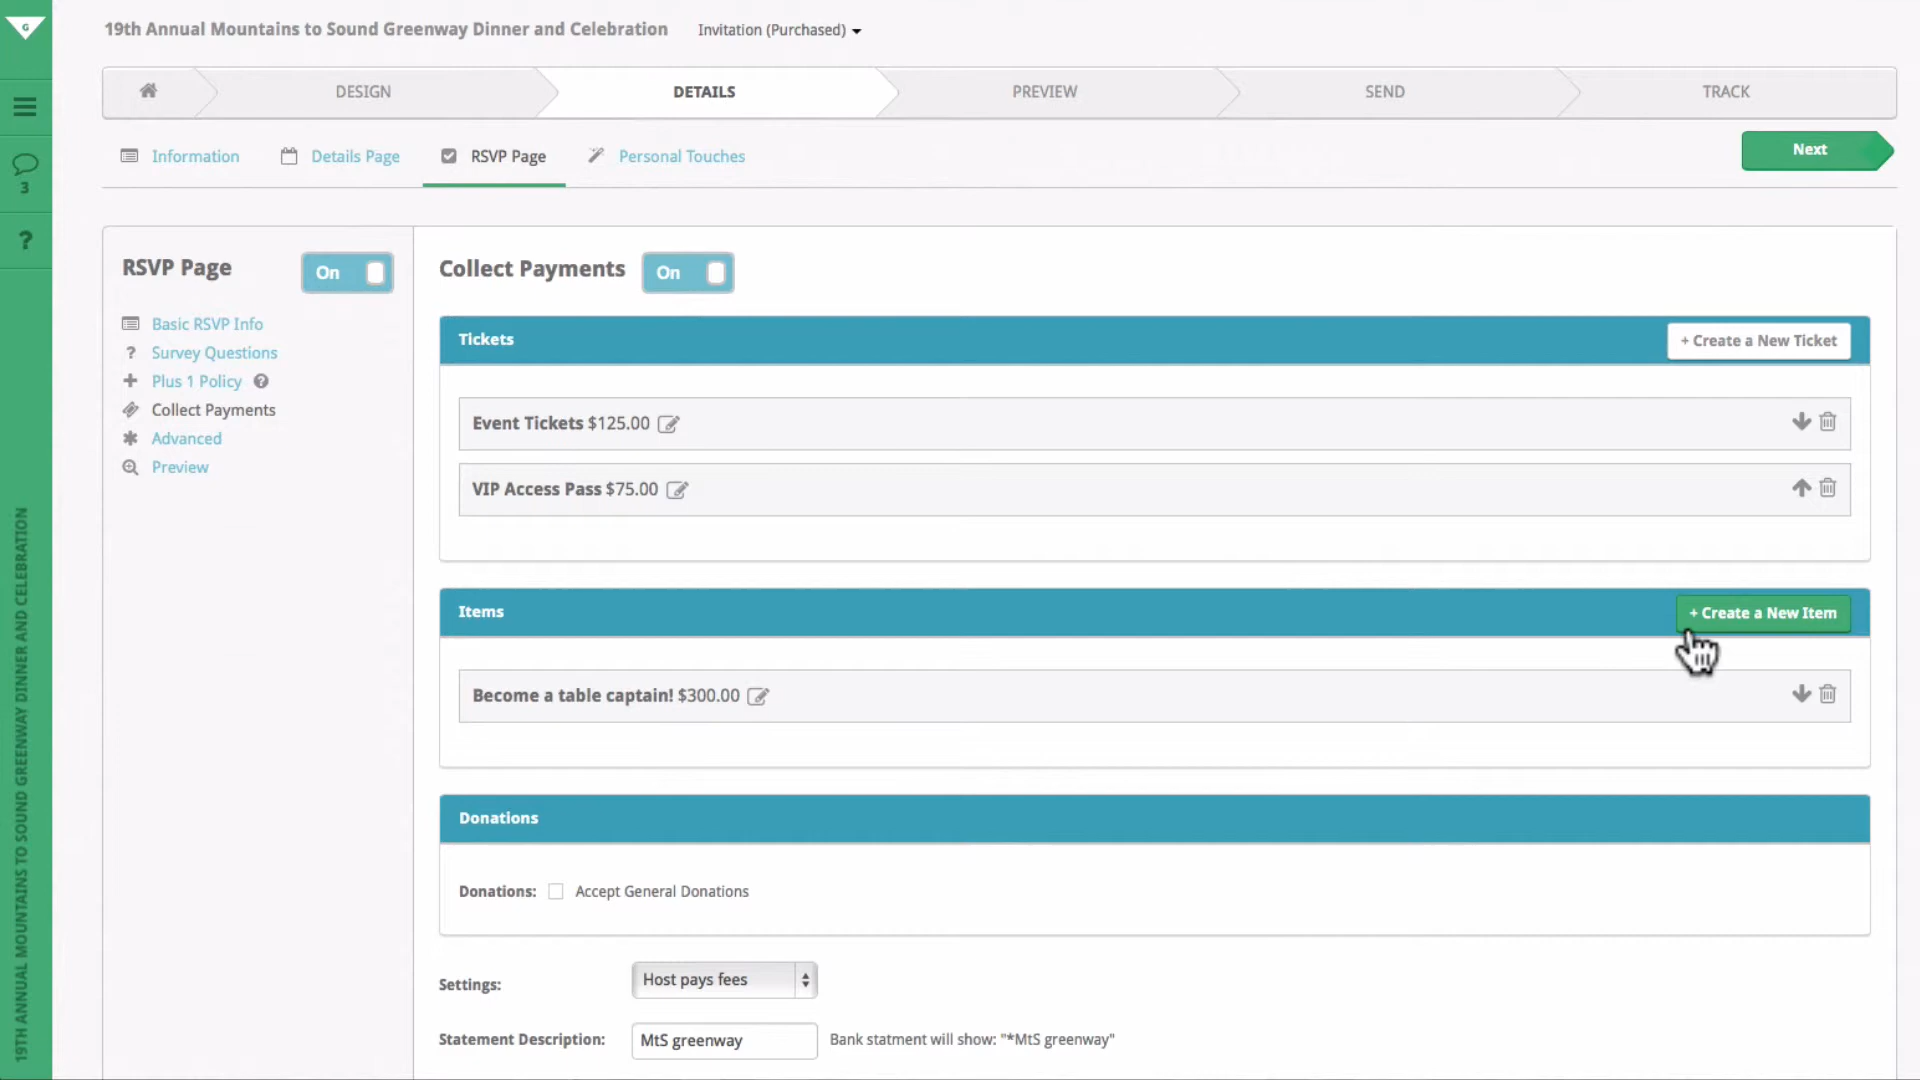 G
19th Annual Mountains to Sound Greenway Dinner and Celebration Invitation (Purchased)
DESIGN DETAILS PREVIEW SEND TRACK
Information Details Page RSVP Page Personal Touches
Next
3
?
19TH ANNUAL MOUNTAINS TO SOUND GREENWAY DINNER AND CELEBRATION
RSVP Page On
Basic RSVP Info
? Survey Questions
Plus 1 Policy ?
Collect Payments
Advanced
Preview
Collect Payments On
Tickets + Create a New Ticket
Event Tickets $125.00
VIP Access Pass $75.00
Items + Create a New Item
Become a table captain! $300.00
Donations
Donations: Accept General Donations
Settings: Host pays fees
Statement Description: MtS greenway Bank statment will show: "*MtS greenway"